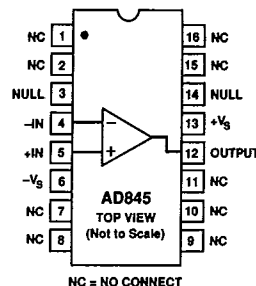 NC 1 16 NC
NC 2 15 NC
NULL 3 14 NULL
–IN 4 – 13 +VS
+IN 5 + 12 OUTPUT
–VS 6 11 NC
AD845
NC 7 TOP VIEW 10 NC
(Not to Scale)
NC 8 9 NC
NC = NO CONNECT